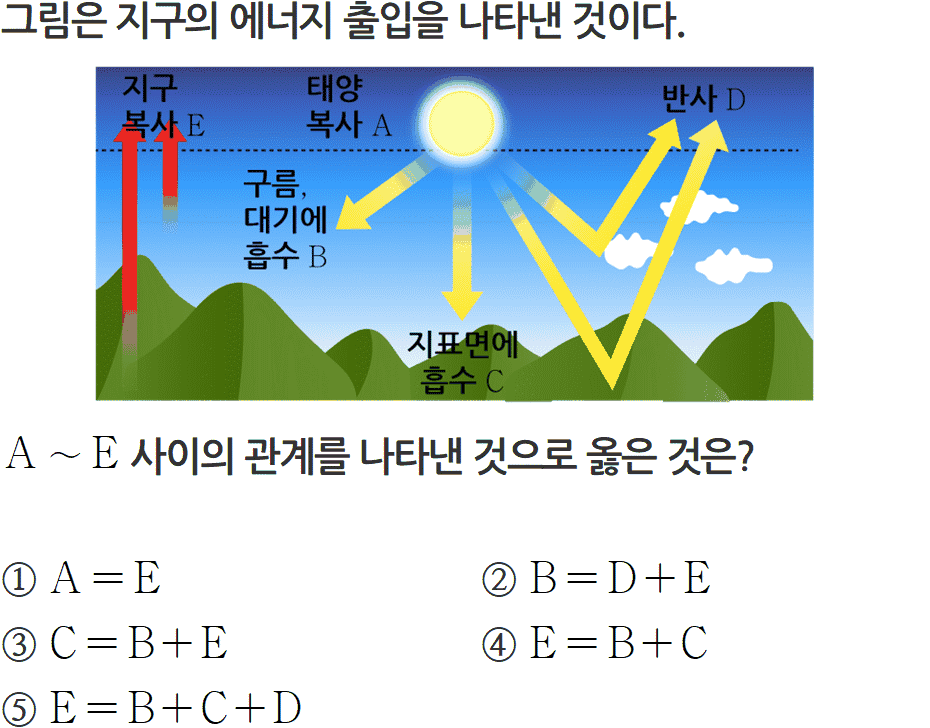 그림은 지구의 에너지 출입을 나타낸 것이다.
지구
복사 E
태양
복사 A
반사 D
구름,
대기에
흡수 B
지표면에
흡수 C
A ~ E 사이의 관계를 나타낸 것으로 옳은 것은?
① A = E
② B = D + E
③ C = B + E
④ E = B + C
⑤ E = B + C + D